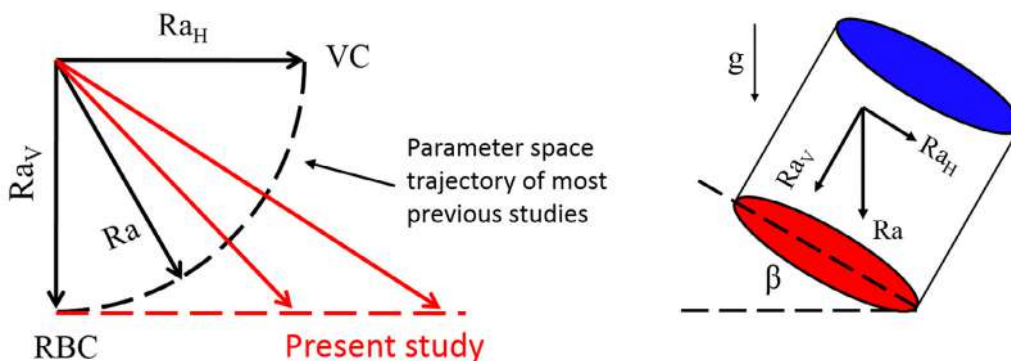 Ra_H
VC
Ra_V
Ra
Parameter space
trajectory of most
previous studies
RBC
Present study
g
Ra_V
Ra_H
Ra
β